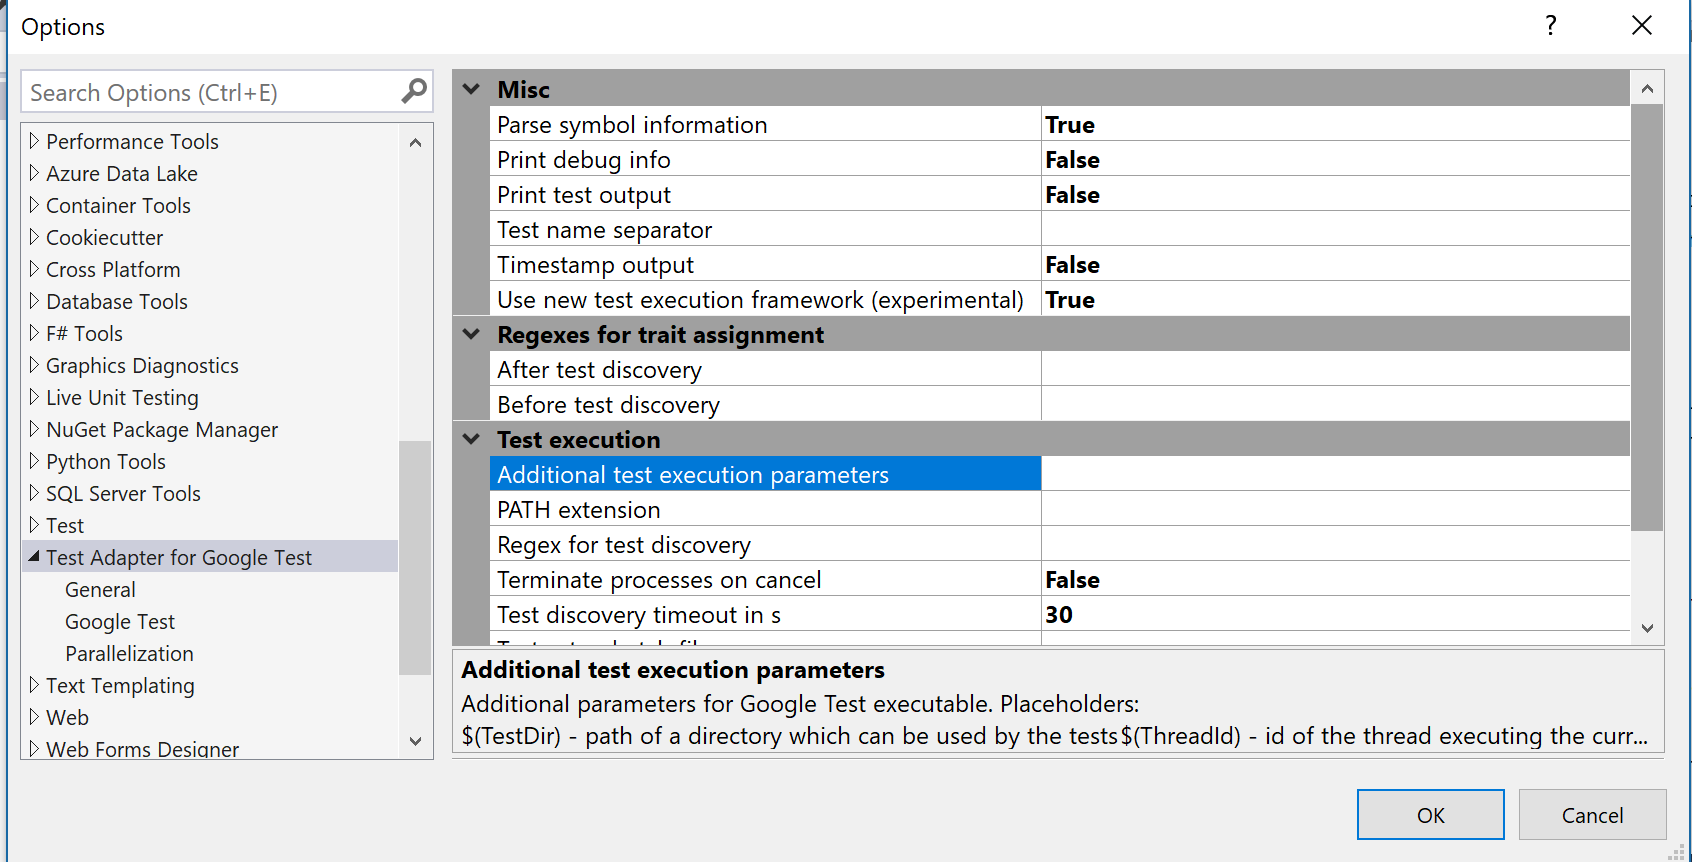 Options
?
Search Options (Ctrl+E)
Performance Tools
Azure Data Lake
Container Tools
Cookiecutter
Cross Platform
Database Tools
F# Tools
Graphics Diagnostics
Live Unit Testing
NuGet Package Manager
Python Tools
SQL Server Tools
Test
Test Adapter for Google Test
General
Google Test
Parallelization
Text Templating
Web
Web Forms Designer
Misc
Parse symbol information True
Print debug info False
Print test output False
Test name separator
Timestamp output False
Use new test execution framework (experimental) True
Regexes for trait assignment
After test discovery
Before test discovery
Test execution
Additional test execution parameters
PATH extension
Regex for test discovery
Terminate processes on cancel False
Test discovery timeout in s 30
Additional test execution parameters
Additional parameters for Google Test executable. Placeholders:
$(TestDir) - path of a directory which can be used by the tests$(ThreadId) - id of the thread executing the curr...
OK
Cancel